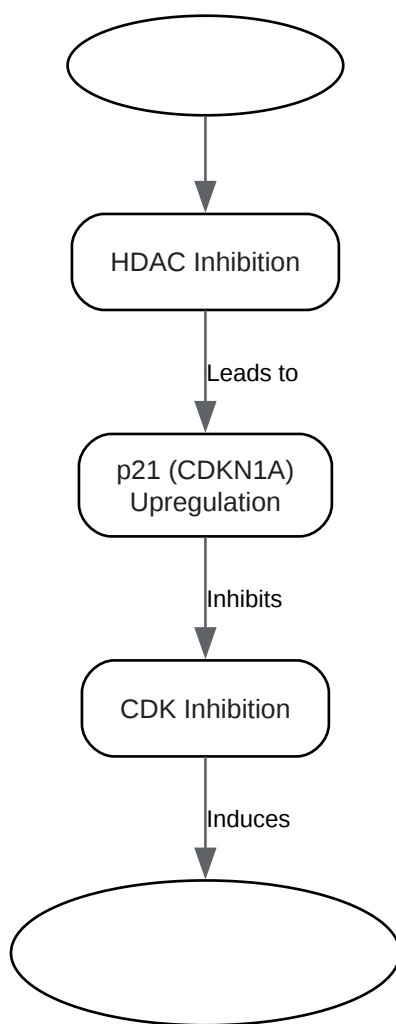 HDAC Inhibition
Leads to
p21 (CDKN1A)
Upregulation
Inhibits
CDK Inhibition
Induces